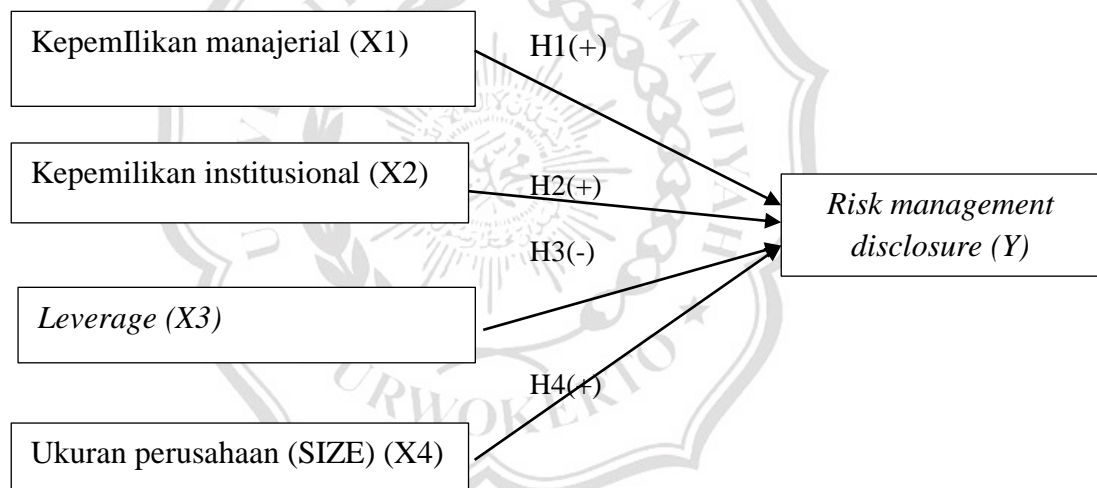 KepemIlikan manajerial (X1)
H1(+)
Kepemilikan institusional (X2)
H2(+)
Risk management
disclosure (Y)
H3(-)
Leverage (X3)
H4(+)
Ukuran perusahaan (SIZE) (X4)
URWOKERTO